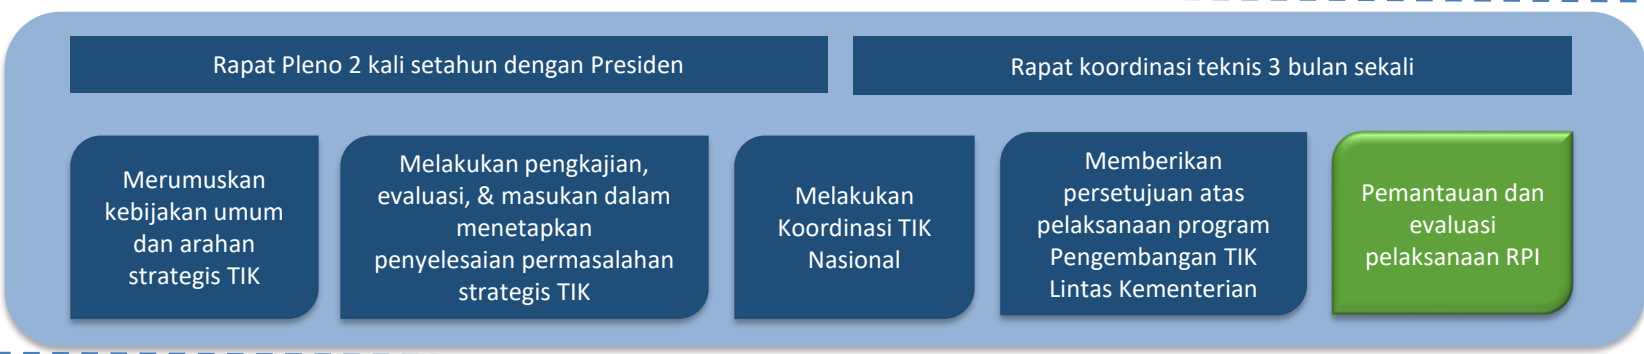 Rapat Pleno 2 kali setahun dengan Presiden
Rapat koordinasi teknis 3 bulan sekali
Merumuskan
kebijakan umum
dan arahan
strategis TIK
Melakukan pengkajian,
evaluasi, & masukan dalam
menetapkan
penyelesaian permasalahan
strategis TIK
Melakukan
Koordinasi TIK
Nasional
Memberikan
persetujuan atas
pelaksanaan program
Pengembangan TIK
Lintas Kementerian
Pemantauan dan
evaluasi
pelaksanaan RPI